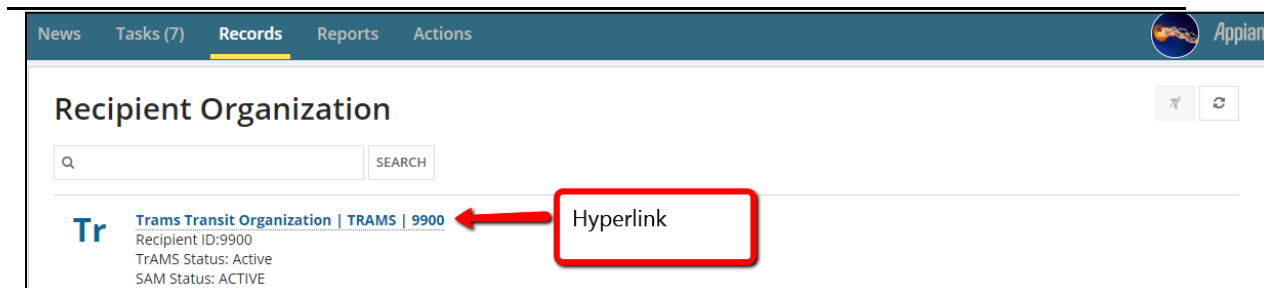 News Tasks (7) Records Reports Actions Appian
Recipient Organization
SEARCH
Tr
Trams Transit Organization | TRAMS | 9900
Hyperlink
Recipient ID:9900
TrAMS Status: Active
SAM Status: ACTIVE